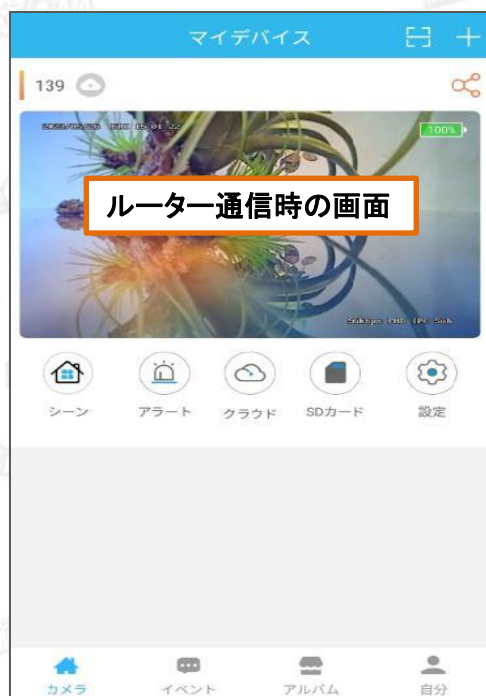 マイデバイス
139
100%
ルーター通信時の画面
シーン
アラート
クラウド
SDカード
設定
カメラ
イベント
アルバム
自分